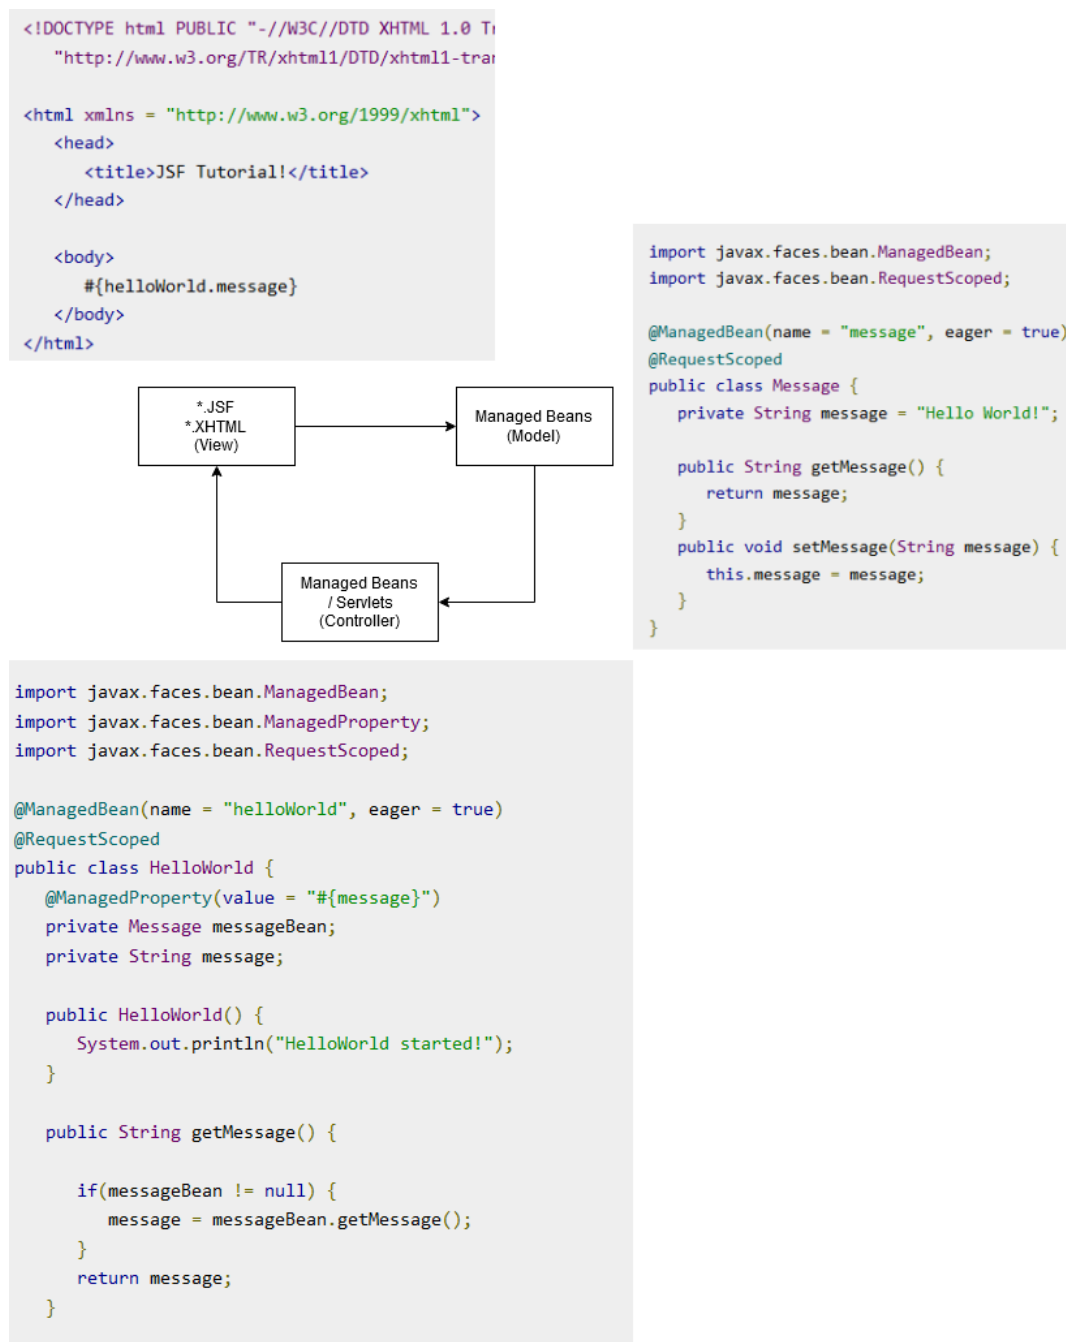 <!DOCTYPE html PUBLIC "-//W3C//DTD XHTML 1.0 Tr
   "http://www.w3.org/TR/xhtml1/DTD/xhtml1-tran

<html xmlns = "http://www.w3.org/1999/xhtml">
   <head>
      <title>JSF Tutorial!</title>
   </head>

   <body>
      #{helloWorld.message}
   </body>
</html>

import javax.faces.bean.ManagedBean;
import javax.faces.bean.RequestScoped;

@ManagedBean(name = "message", eager = true)
@RequestScoped
public class Message {
   private String message = "Hello World!";

   public String getMessage() {
      return message;
   }
   public void setMessage(String message) {
      this.message = message;
   }
}

*.JSF
*.XHTML
(View)
Managed Beans
(Model)
Managed Beans
/ Servlets
(Controller)

import javax.faces.bean.ManagedBean;
import javax.faces.bean.ManagedProperty;
import javax.faces.bean.RequestScoped;

@ManagedBean(name = "helloWorld", eager = true)
@RequestScoped
public class HelloWorld {
   @ManagedProperty(value = "#{message}")
   private Message messageBean;
   private String message;

   public HelloWorld() {
      System.out.println("HelloWorld started!");
   }

   public String getMessage() {

      if(messageBean != null) {
         message = messageBean.getMessage();
      }
      return message;
   }